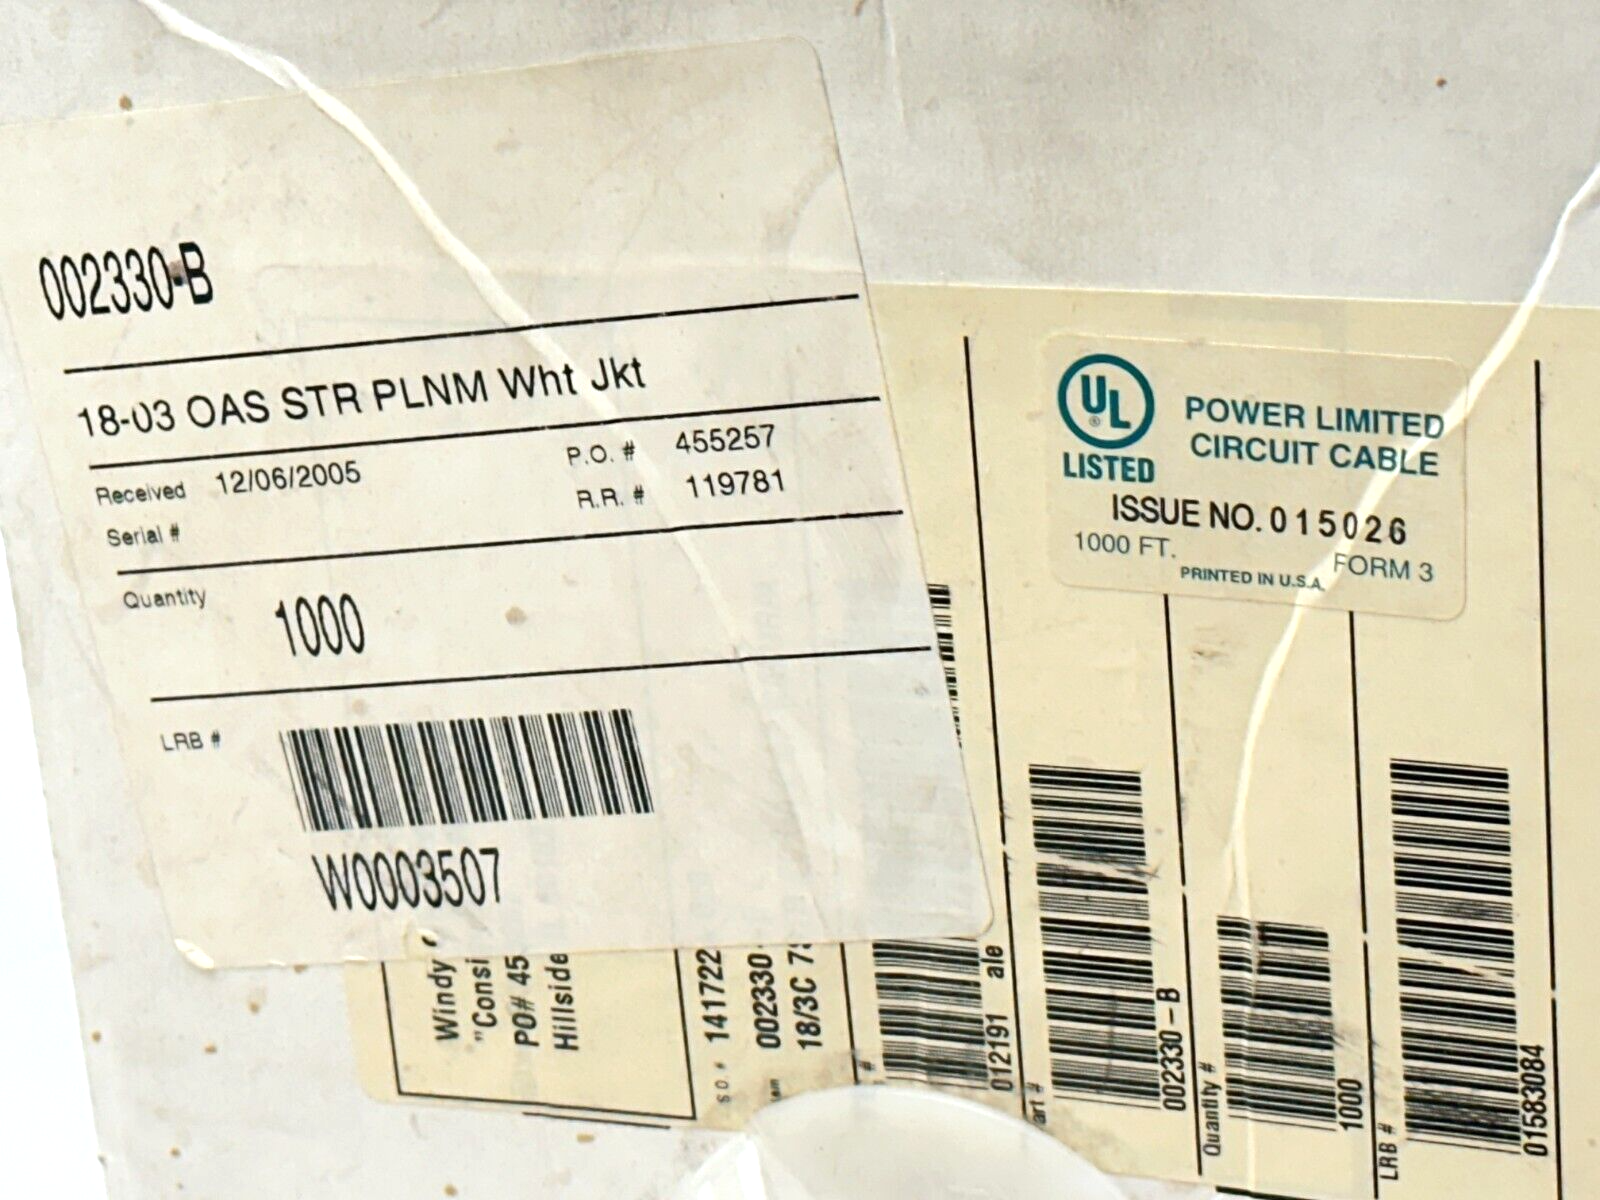 002330-B
18-03 OAS STR PLNM Wht Jkt
Received 12/06/2005 P.O. # 455257
R.R. # 119781
Serial #
Quantity 1000
LRB #
W0003507
UL
®
LISTED
POWER LIMITED
CIRCUIT CABLE
ISSUE NO. 015026
1000 FT. FORM 3
PRINTED IN U.S.A.
Windy
"Consi
PO# 45
Hillside
S.O. # 141722
002330
18/3C
012191
002330-B
Quantity #
1000
LRB #
01583084